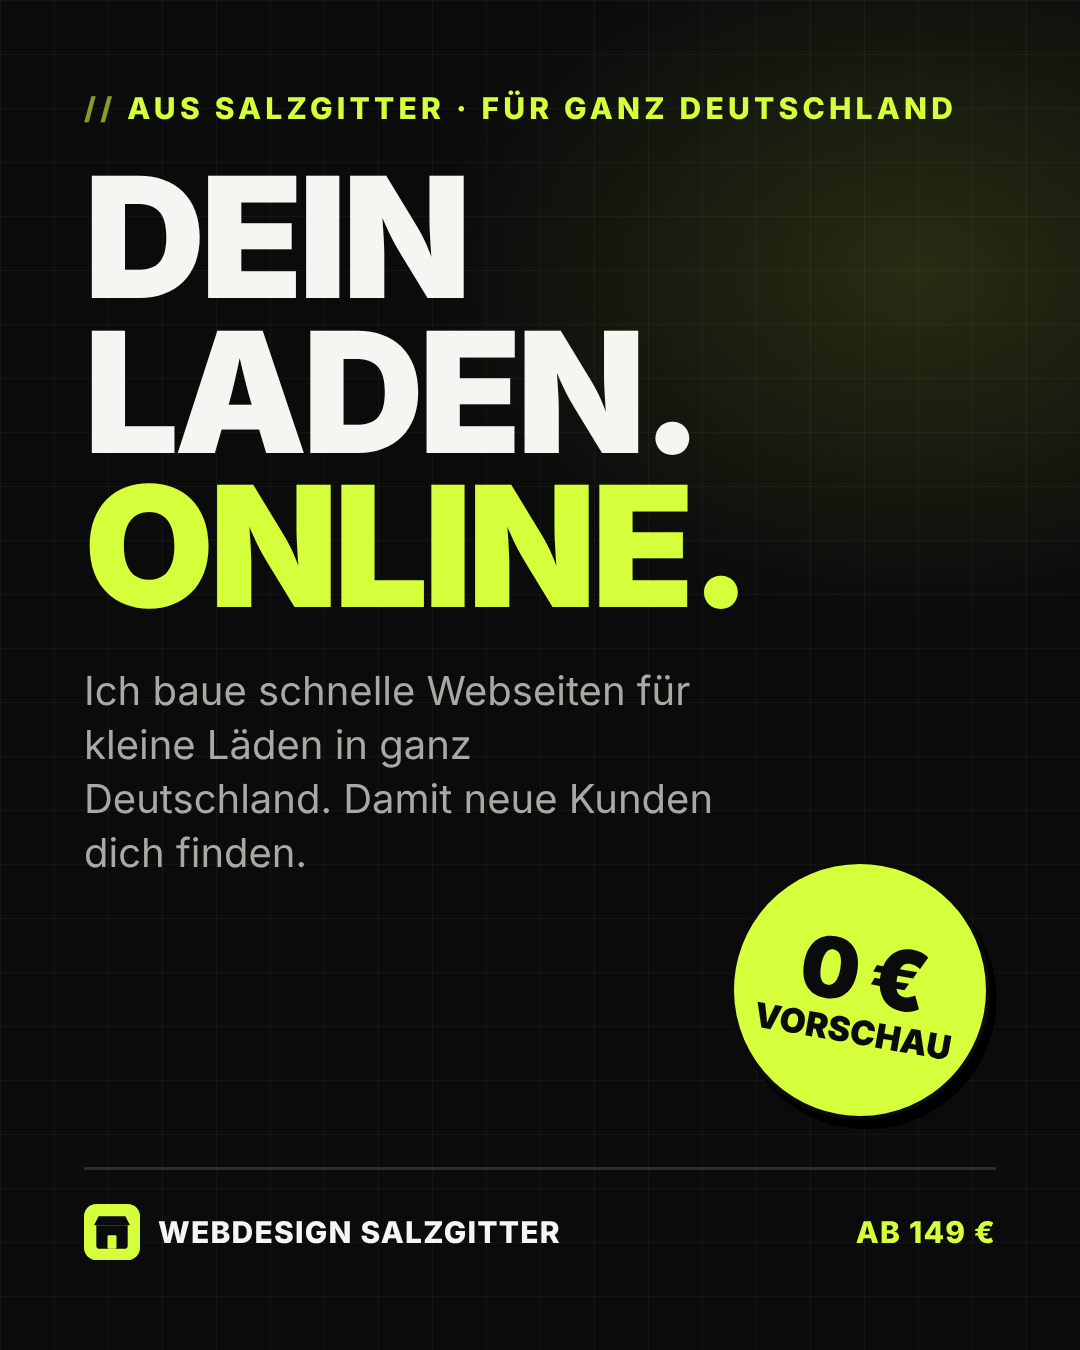 // AUS SALZGITTER · FÜR GANZ DEUTSCHLAND
DEIN
LADEN.
ONLINE.
Ich baue schnelle Webseiten für
kleine Läden in ganz
Deutschland. Damit neue Kunden
dich finden.
0 €
VORSCHAU
WEBDESIGN SALZGITTER
AB 149 €